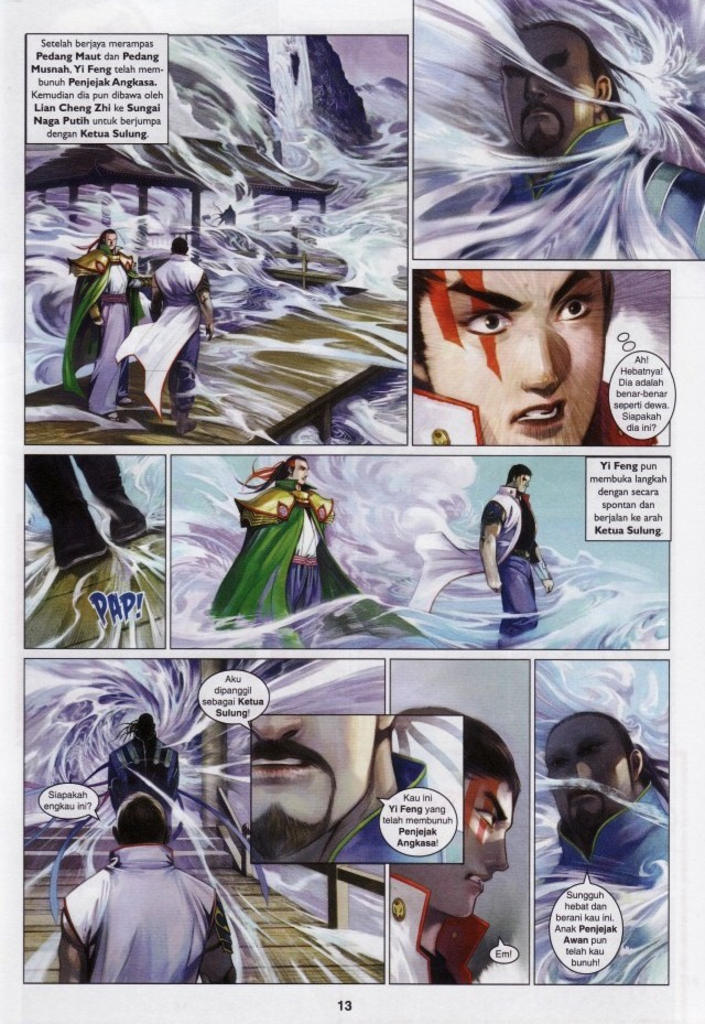 Setelah berjaya merampas
Pedang Maut dan Pedang
Musnah, Yi Feng telah mem-
bunuh Penjejak Angkasa.
Kemudian dia pun dibawa oleh
Lian Cheng Zhi ke Sungai
Naga Putih untuk berjumpa
dengan Ketua Sulung.
Ah!
Hebatnya!
Dia adalah
benar-benar
seperti dewa.
Siapakah
dia ini?
PAP!
Yi Feng pun
membuka langkah
dengan secara
spontan dan
berjalan ke arah
Ketua Sulung.
Aku
dipanggil
sebagai Ketua
Sulung!
Siapakah
engkau ini?
Kau ini
Yi Feng yang
telah membunuh
Penjejak
Angkasa!
Em!
Sungguh
hebat dan
berani kau ini.
Anak Penjejak
Awan pun
telah kau
bunuh!
13